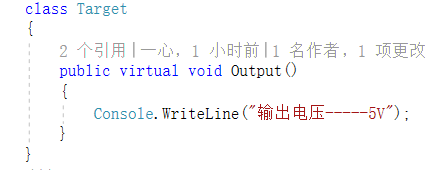 class Target
{
2 个引用|一心，1 小时前|1 名作者，1 项更改
public virtual void Output()
{
Console.WriteLine("输出电压-----5V");
}
}